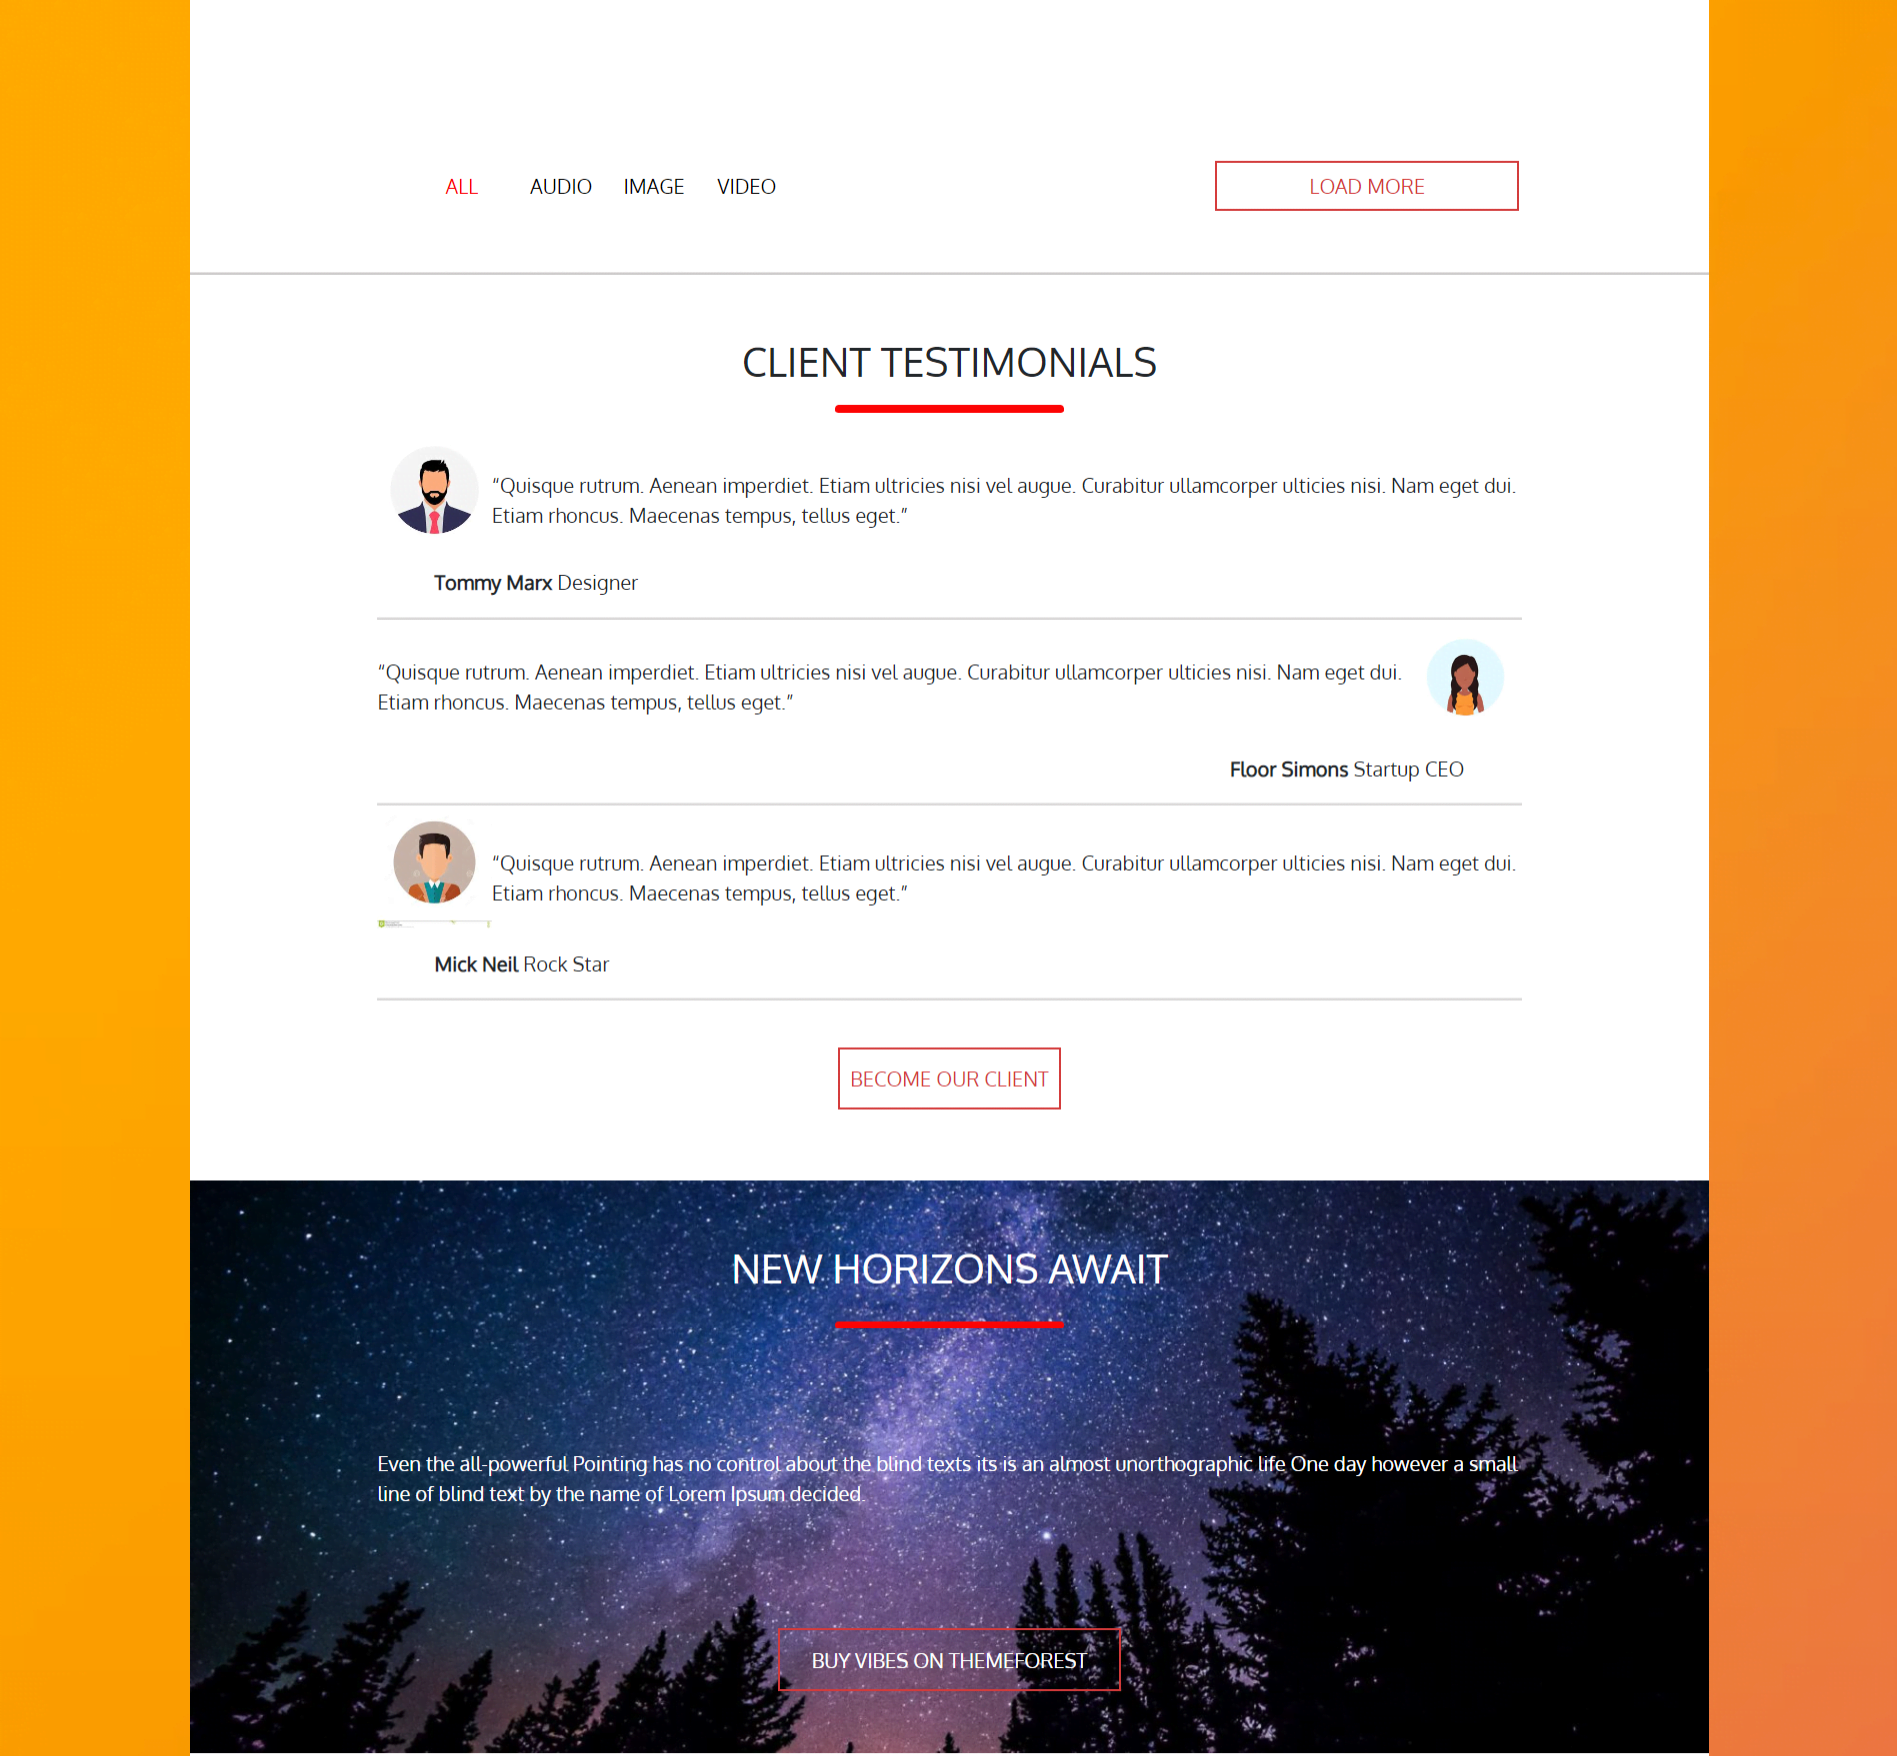 ALL AUDIO IMAGE VIDEO LOAD MORE
CLIENT TESTIMONIALS
“Quisque rutrum. Aenean imperdiet. Etiam ultricies nisi vel augue. Curabitur ullamcorper ulticies nisi. Nam eget dui.
Etiam rhoncus. Maecenas tempus, tellus eget.”
Tommy Marx Designer
“Quisque rutrum. Aenean imperdiet. Etiam ultricies nisi vel augue. Curabitur ullamcorper ulticies nisi. Nam eget dui.
Etiam rhoncus. Maecenas tempus, tellus eget.”
Floor Simons Startup CEO
“Quisque rutrum. Aenean imperdiet. Etiam ultricies nisi vel augue. Curabitur ullamcorper ulticies nisi. Nam eget dui.
Etiam rhoncus. Maecenas tempus, tellus eget.”
Mick Neil Rock Star
BECOME OUR CLIENT
NEW HORIZONS AWAIT
Even the all-powerful Pointing has no control about the blind texts its is an almost unorthographic life One day however a small
line of blind text by the name of Lorem Ipsum decided.
BUY VIBES ON THEMEFOREST